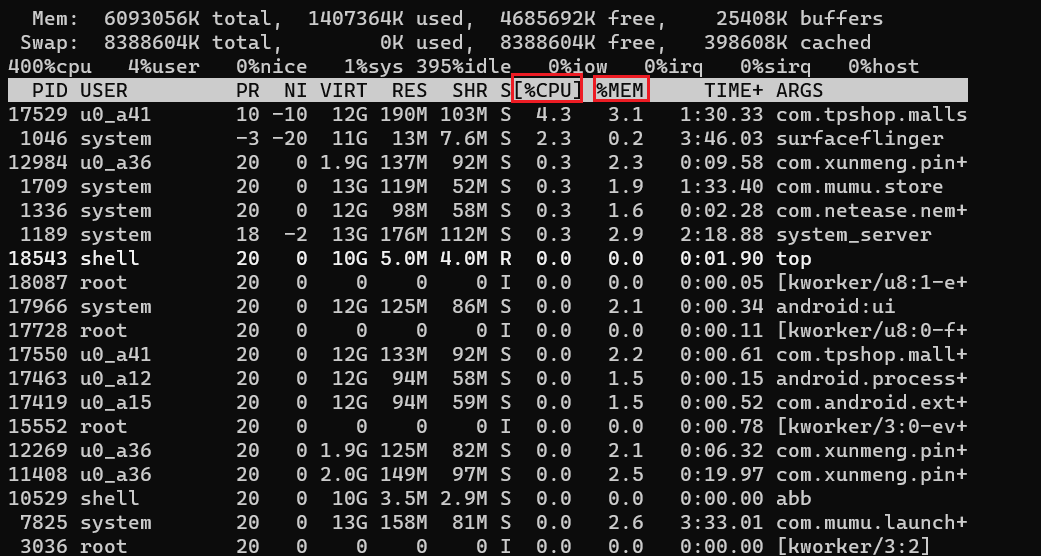 Mem: 6093056K total, 1407364K used, 4685692K free, 25408K buffers
Swap: 8388604K total, 0K used, 8388604K free, 398608K cached
400%cpu 4%user 0%nice 1%sys 395%idle 0%iow 0%irq 0%sirq 0%host
PID USER PR NI VIRT RES SHR S[%CPU] %MEM TIME+ ARGS
17529 u0_a41 10 -10 12G 190M 103M S 4.3 3.1 1:30.33 com.tpshop.malls
1046 system -3 -20 11G 13M 7.6M S 2.3 0.2 3:46.03 surfaceflinger
12984 u0_a36 20 0 1.9G 137M 92M S 0.3 2.3 0:09.58 com.xunmeng.pin+
1709 system 20 0 13G 119M 52M S 0.3 1.9 1:33.40 com.mumu.store
1336 system 20 0 12G 98M 58M S 0.3 1.6 0:02.28 com.netease.nem+
1189 system 18 -2 13G 176M 112M S 0.3 2.9 2:18.88 system_server
18543 shell 20 0 10G 5.0M 4.0M R 0.0 0.0 0:01.90 top
18087 root 20 0 0 0 0 I 0.0 0.0 0:00.05 [kworker/u8:1-e+
17966 system 20 0 12G 125M 86M S 0.0 2.1 0:00.34 android:ui
17728 root 20 0 0 0 0 I 0.0 0.0 0:00.11 [kworker/u8:0-f+
17550 u0_a41 20 0 12G 133M 92M S 0.0 2.2 0:00.61 com.tpshop.mall+
17463 u0_a12 20 0 12G 94M 58M S 0.0 1.5 0:00.15 android.process+
17419 u0_a15 20 0 12G 94M 59M S 0.0 1.5 0:00.52 com.android.ext+
15552 root 20 0 0 0 0 I 0.0 0.0 0:00.78 [kworker/3:0-ev+
12269 u0_a36 20 0 1.9G 125M 82M S 0.0 2.1 0:06.32 com.xunmeng.pin+
11408 u0_a36 20 0 2.0G 149M 97M S 0.0 2.5 0:19.97 com.xunmeng.pin+
10529 shell 20 0 10G 3.5M 2.9M S 0.0 0.0 0:00.00 abb
7825 system 20 0 13G 158M 81M S 0.0 2.6 3:33.01 com.mumu.launch+
3036 root 20 0 0 0 0 I 0.0 0.0 0:00.00 [kworker/3:2]